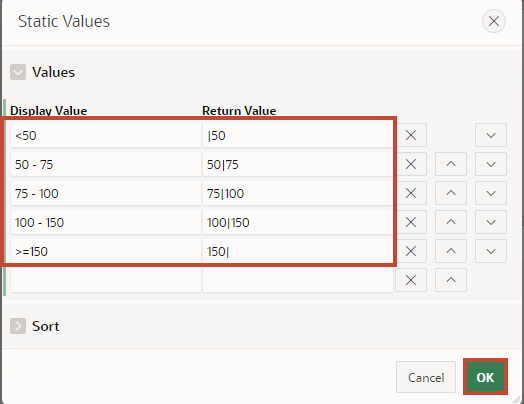 Static Values
Values
Display Value Return Value
<50 |50
50 - 75 50|75
75 - 100 75|100
100 - 150 100|150
>=150 150|
Sort
Cancel OK